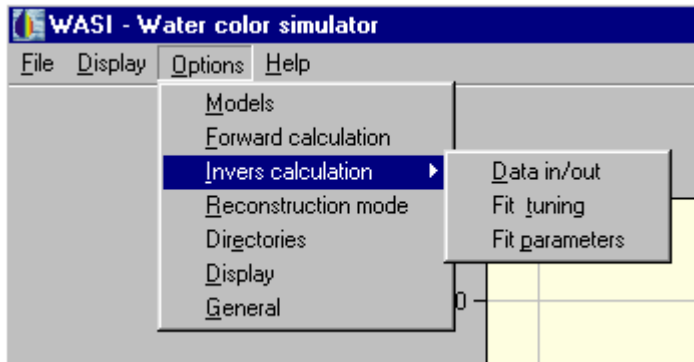 WASI - Water color simulator
File Display Options Help
Models
Forward calculation
Invers calculation
Reconstruction mode
Directories
Display
General
Data in/out
Fit tuning
Fit parameters
0